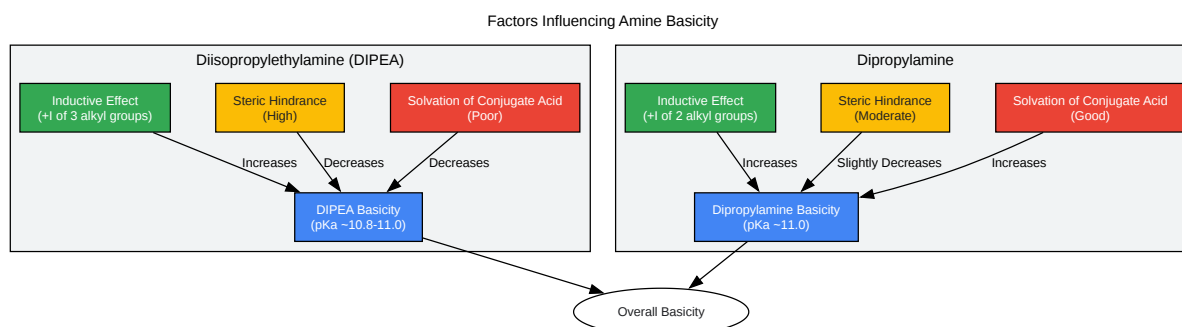 Factors Influencing Amine Basicity
Diisopropylethylamine (DIPEA)
Inductive Effect
(+I of 3 alkyl groups)
Steric Hindrance
(High)
Solvation of Conjugate Acid
(Poor)
Increases
Decreases
Decreases
DIPEA Basicity
(pKa ~10.8-11.0)
Dipropylamine
Inductive Effect
(+I of 2 alkyl groups)
Steric Hindrance
(Moderate)
Solvation of Conjugate Acid
(Good)
Increases
Slightly Decreases
Increases
Dipropylamine Basicity
(pKa ~11.0)
Overall Basicity